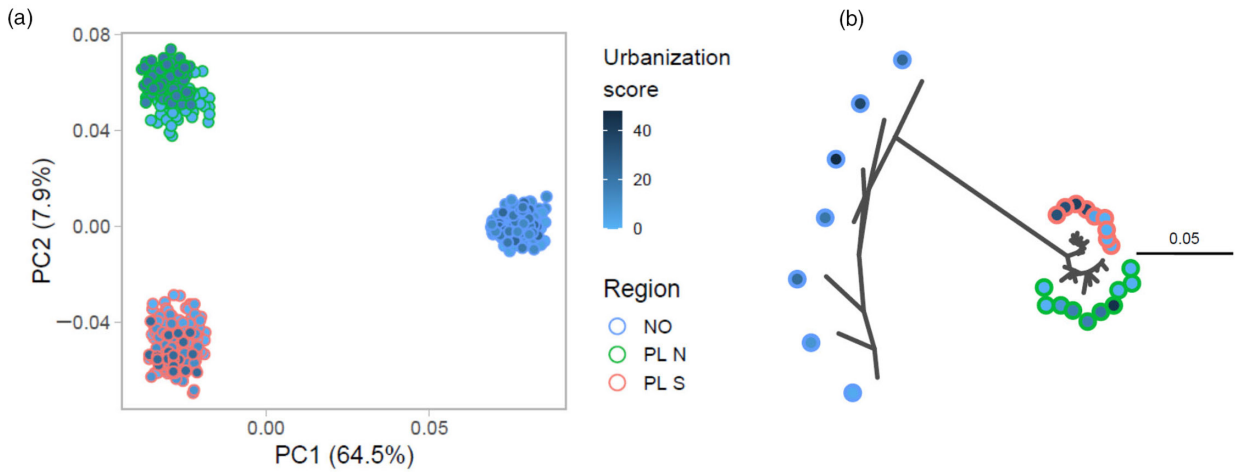 (a)
0.08
0.04
0.00
−0.04
PC2 (7.9%)
0.00
0.05
PC1 (64.5%)
Urbanization
score
40
20
0
Region
NO
PL N
PL S
(b)
0.05